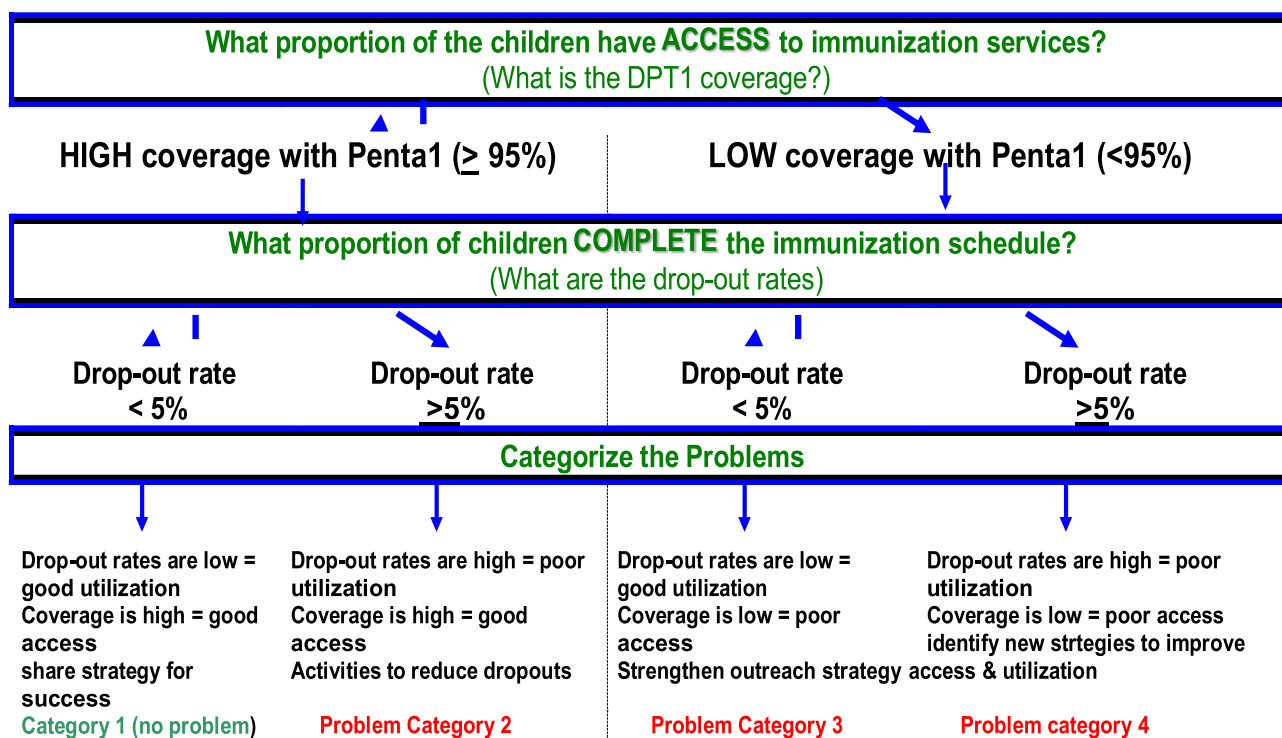 What proportion of the children have ACCESS to immunization services?
(What is the DPT1 coverage?)
HIGH coverage with Penta1 (≥ 95%)
LOW coverage with Penta1 (<95%)
What proportion of children COMPLETE the immunization schedule?
(What are the drop-out rates)
Drop-out rate
< 5%
Drop-out rate
>5%
Drop-out rate
< 5%
Drop-out rate
>5%
Categorize the Problems
Drop-out rates are low =
good utilization
Coverage is high = good
access
share strategy for
success
Category 1 (no problem)
Drop-out rates are high = poor
utilization
Coverage is high = good
access
Activities to reduce dropouts
Problem Category 2
Drop-out rates are low =
good utilization
Coverage is low = poor
access
Strengthen outreach strategy access & utilization
Problem Category 3
Drop-out rates are high = poor
utilization
Coverage is low = poor access
identify new strtegies to improve
Problem category 4